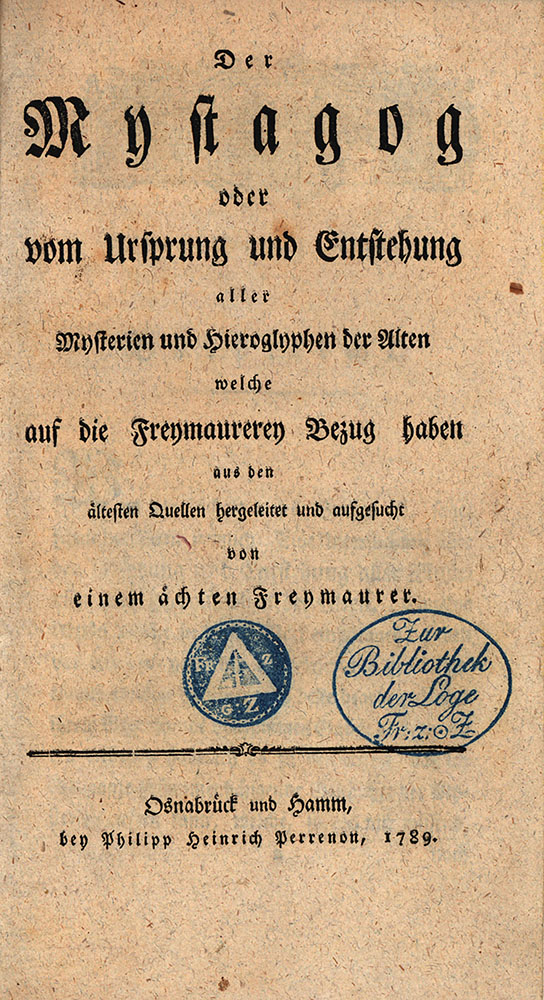 Der
Mystagog
oder
vom Ursprung und Entstehung
aller
Mysterien und Hieroglyphen der Alten
welche
auf die Freymaurerey Bezug haben
aus den
ältesten Quellen hergeleitet und aufgesucht
von
einem ächten Freymaurer.
Fr Z
G Z
Zur
Bibliothek
der Loge
Fr: z: ⊙ Z
Osnabrück und Hamm,
bey Philipp Heinrich Perrenon, 1789.